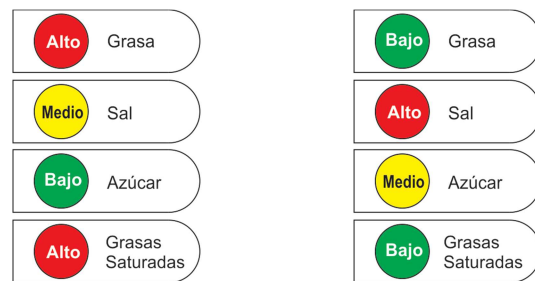 Alto Grasa
Medio Sal
Bajo Azúcar
Alto Grasas
Saturadas
Bajo Grasa
Alto Sal
Medio Azúcar
Bajo Grasas
Saturadas